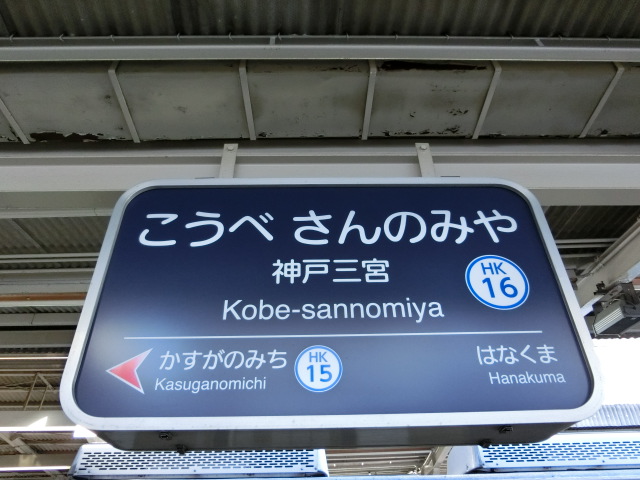 こうべ さんのみや
神戸三宮
HK
16
Kobe-sannomiya
かすがのみち
Kasuganomichi
HK
15
はなくま
Hanakuma